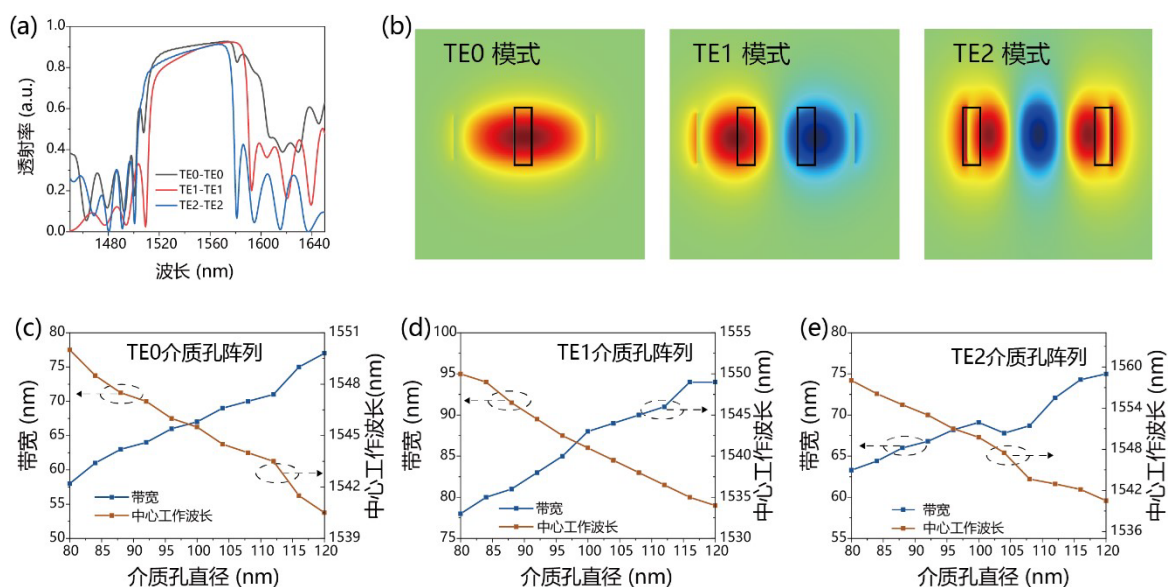 (a)
1.0
0.8
0.6
0.4
0.2
0.0
透射率 (a.u.)
TE0-TE0
TE1-TE1
TE2-TE2
1480 1520 1560 1600 1640
波长 (nm)
(b)
TE0 模式
TE1 模式
TE2 模式
(c)
TE0介质孔阵列
80
75
70
65
60
55
50
带宽 (nm)
1551
1548
1545
1542
1539
中心工作波长(nm)
带宽
中心工作波长
80 85 90 95 100 105 110 115 120
介质孔直径 (nm)
(d)
TE1介质孔阵列
100
95
90
85
80
75
带宽 (nm)
1555
1550
1545
1540
1535
1530
中心工作波长 (nm)
带宽
中心工作波长
80 85 90 95 100 105 110 115 120
介质孔直径 (nm)
(e)
TE2介质孔阵列
85
80
75
70
65
60
55
带宽 (nm)
1560
1556
1552
1548
1544
1540
1536
中心工作波长 (nm)
带宽
中心工作波长
80 85 90 95 100 105 110 115 120
介质孔直径 (nm)